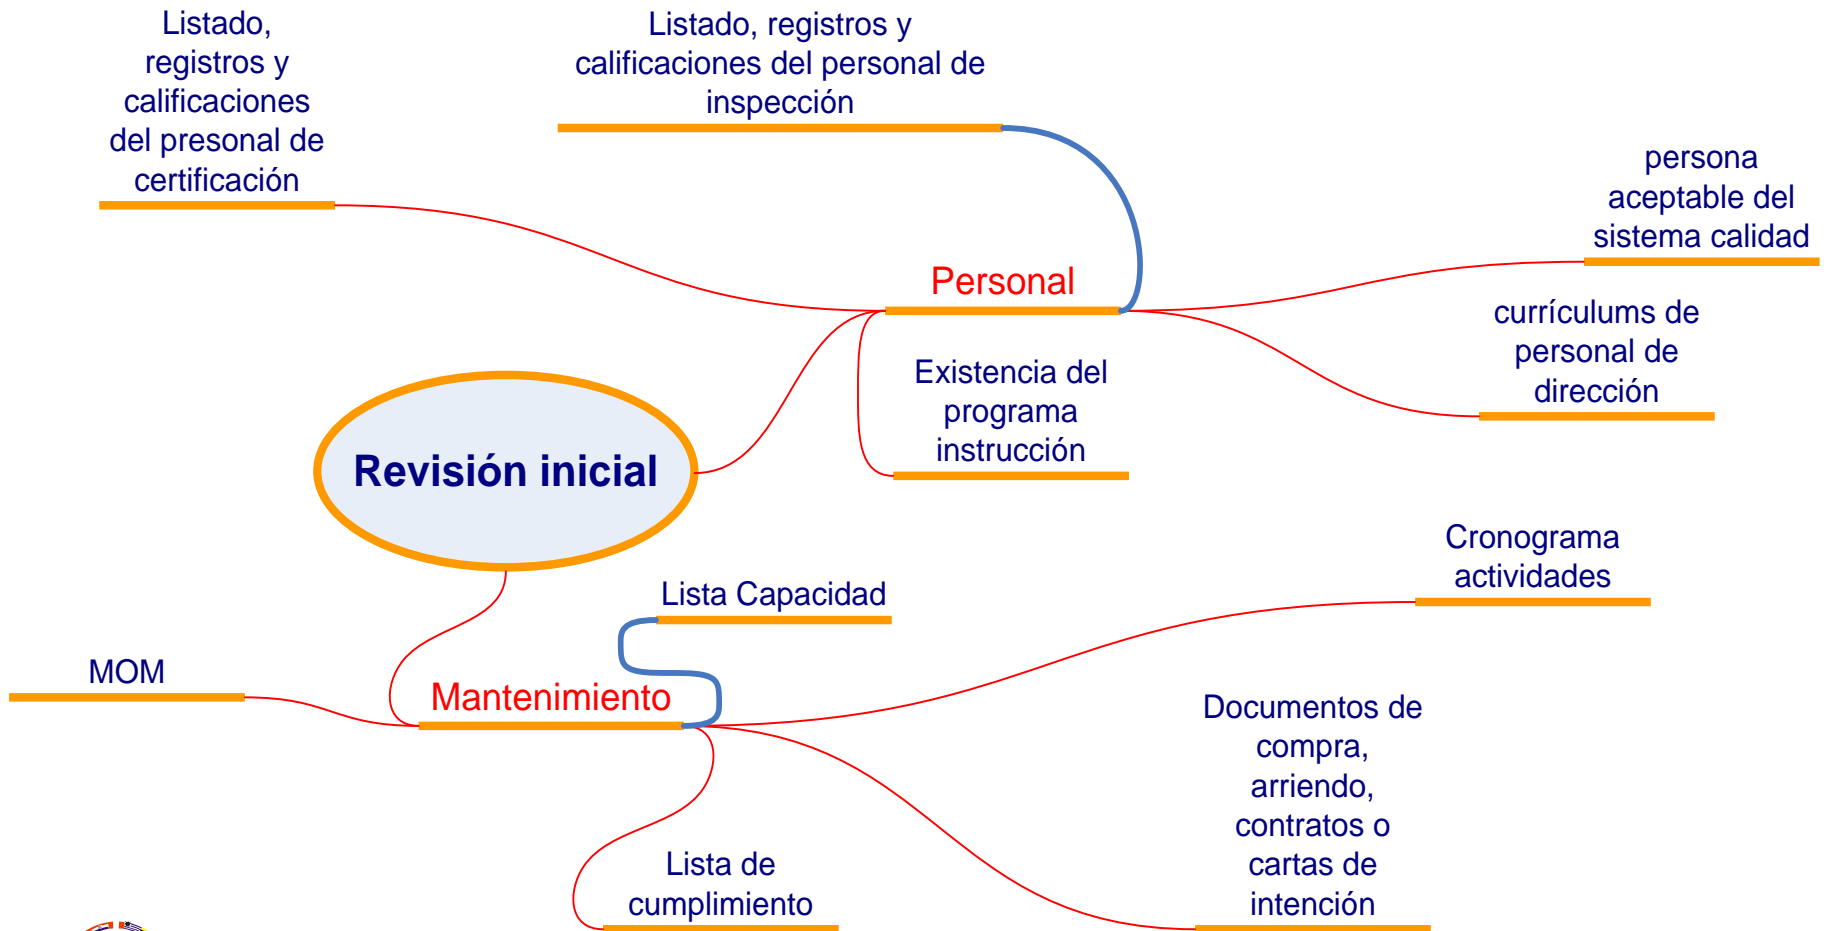 Listado,
registros y
calificaciones
del presonal de
certificación
Listado, registros y
calificaciones del personal de
inspección
persona
aceptable del
sistema calidad
Personal
currículums de
personal de
dirección
Existencia del
programa
instrucción
Revisión inicial
Cronograma
actividades
Lista Capacidad
MOM
Mantenimiento
Documentos de
compra,
arriendo,
contratos o
cartas de
intención
Lista de
cumplimiento